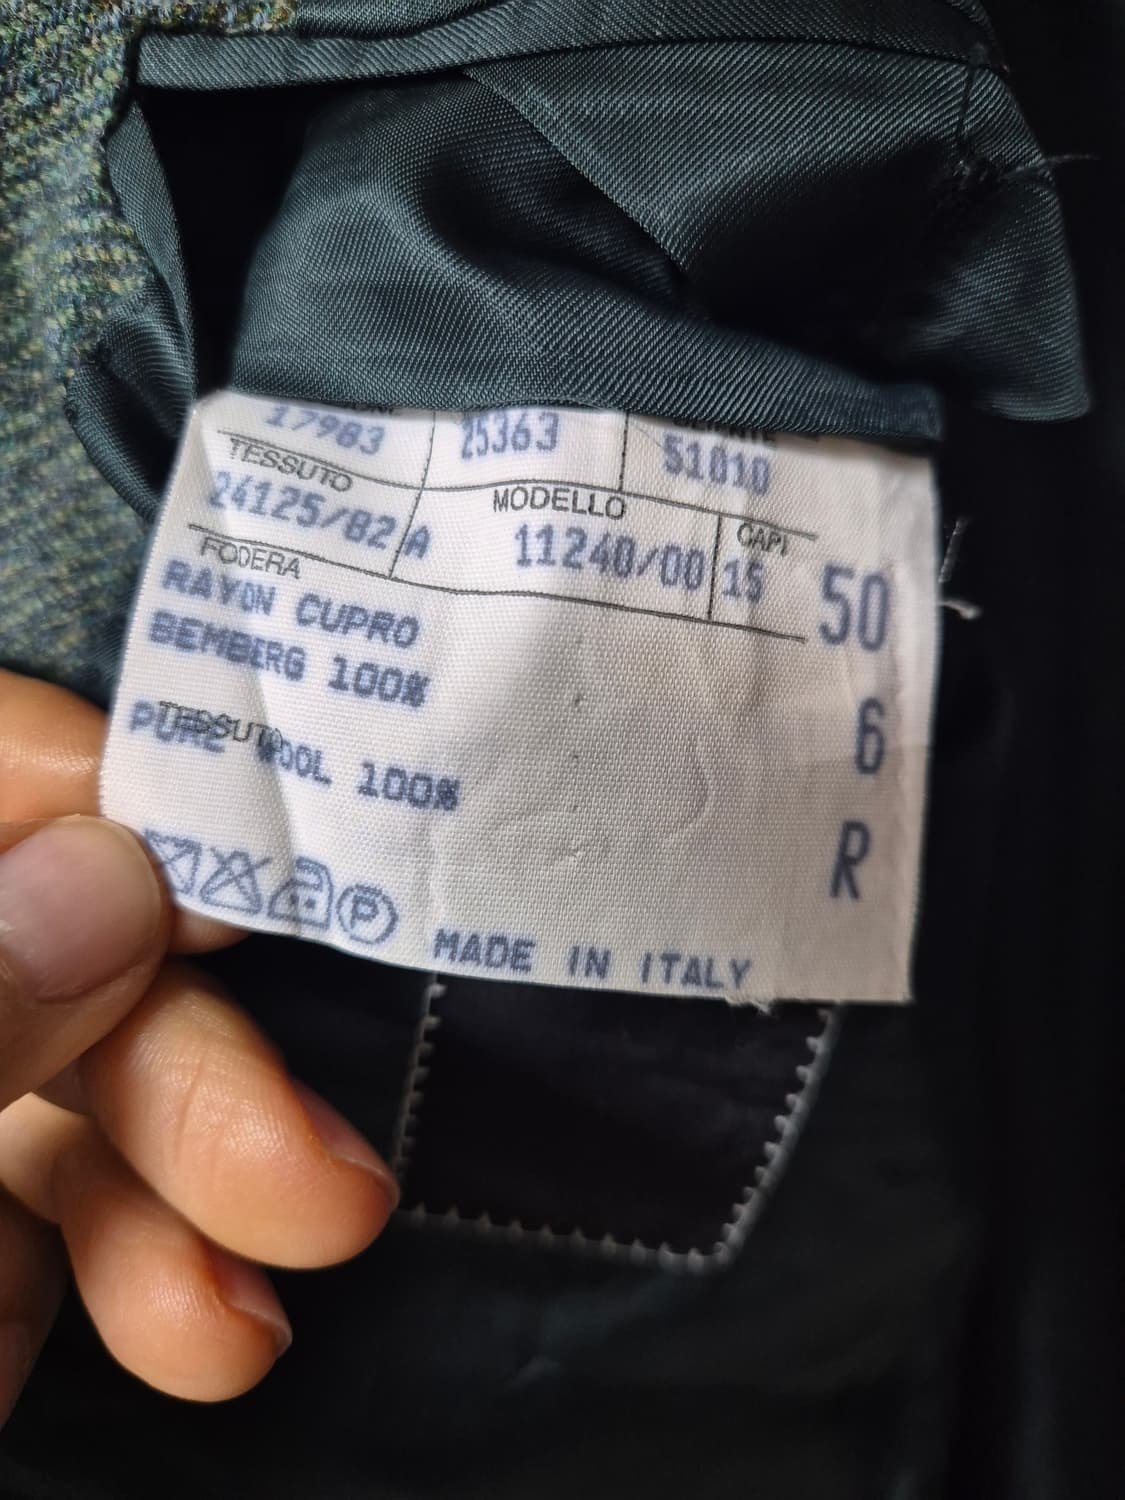 17983 25363 51010
TESSUTO MODELLO CAPI
24125/82 A 11240/00 15 50
FODERA
RAYON CUPRO
BEMBERG 100%
6
TESSUTO
PURE WOOL 100%
R
P
MADE IN ITALY